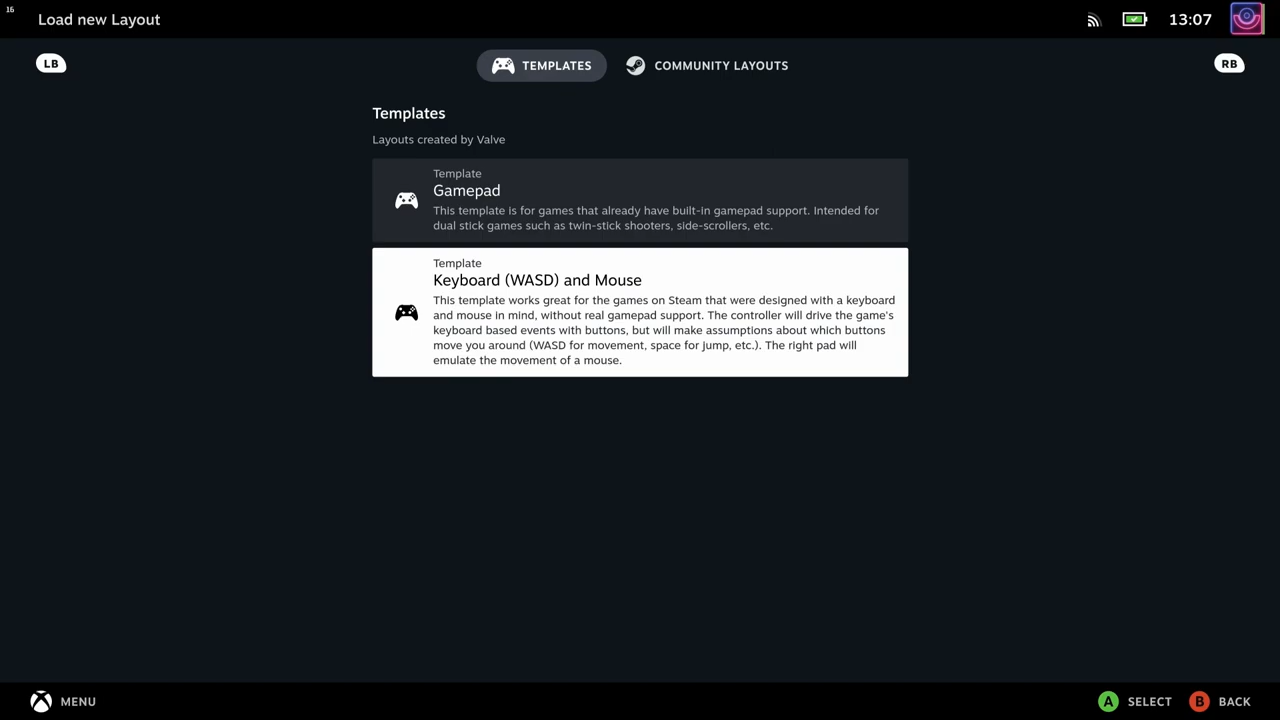 16
Load new Layout
13:07
LB
TEMPLATES
COMMUNITY LAYOUTS
RB
Templates
Layouts created by Valve
Template
Gamepad
This template is for games that already have built-in gamepad support. Intended for
dual stick games such as twin-stick shooters, side-scrollers, etc.
Template
Keyboard (WASD) and Mouse
This template works great for the games on Steam that were designed with a keyboard
and mouse in mind, without real gamepad support. The controller will drive the game's
keyboard based events with buttons, but will make assumptions about which buttons
move you around (WASD for movement, space for jump, etc.). The right pad will
emulate the movement of a mouse.
MENU
A SELECT
B BACK